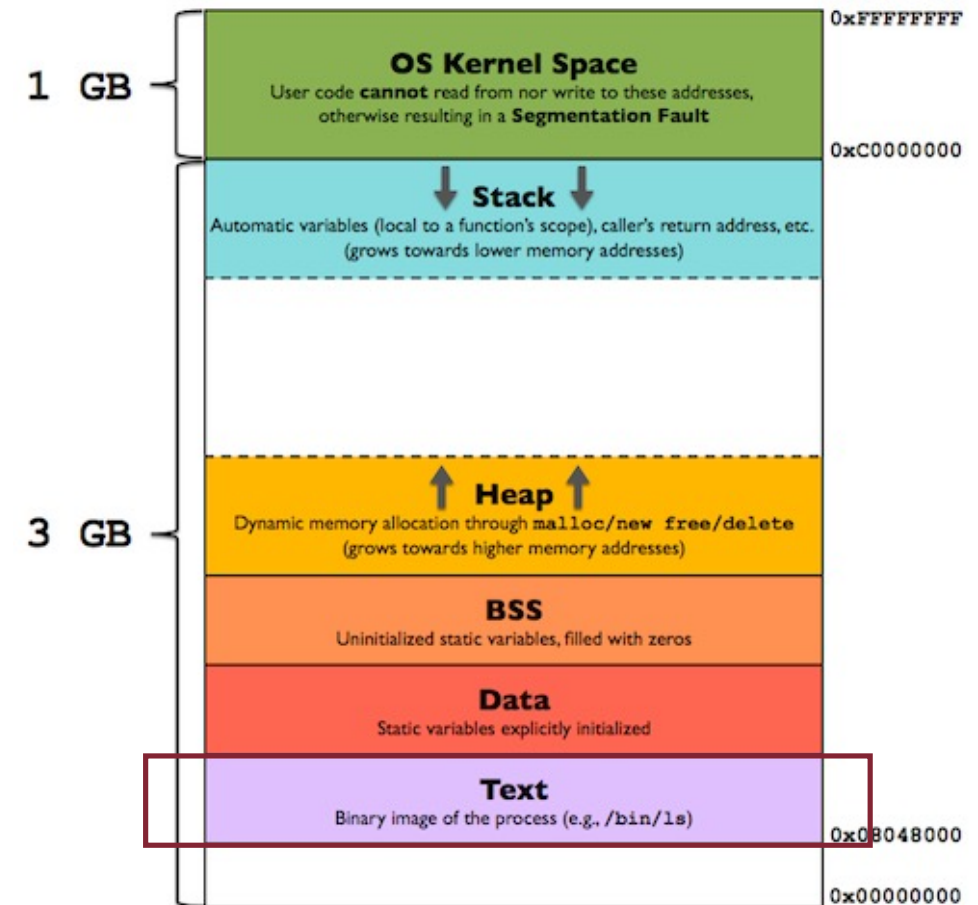 0xFFFFFFFF
1 GB
OS Kernel Space
User code cannot read from nor write to these addresses,
otherwise resulting in a Segmentation Fault
0xC0000000
Stack
Automatic variables (local to a function's scope), caller's return address, etc.
(grows towards lower memory addresses)
3 GB
Heap
Dynamic memory allocation through malloc/new free/delete
(grows towards higher memory addresses)
BSS
Uninitialized static variables, filled with zeros
Data
Static variables explicitly initialized
Text
Binary image of the process (e.g., /bin/ls)
0x08048000
0x00000000